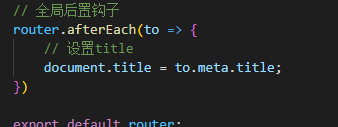 // 全局后置钩子
router.afterEach(to => {
// 设置title
document.title = to.meta.title;
})
export default router;